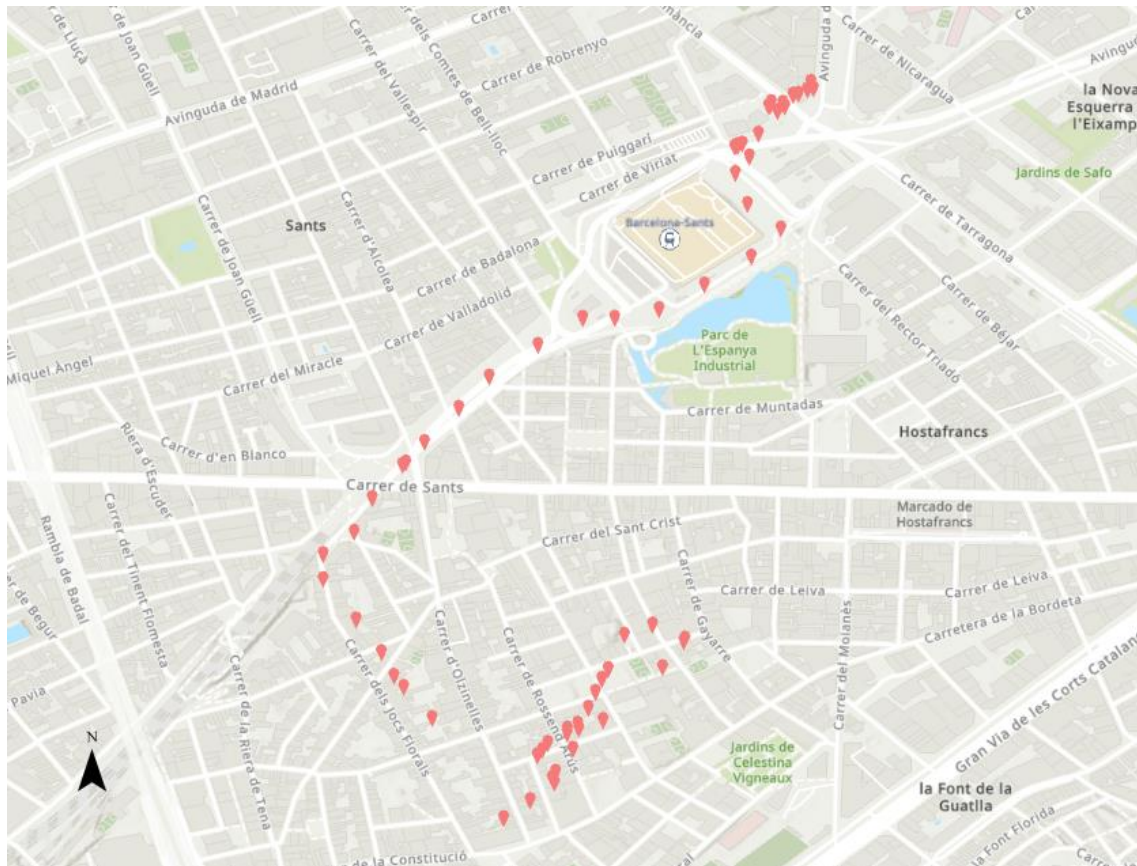 Carrer de Joan Güell
Carrer del Vallespir
Carrer dels Comtes de Bell-lloc
Carrer de Robrenyo
Avinguda de Madrid
Carrer de Nicaragua
la Nova
Esquerra
l'Eixamp
Jardins de Safo
Carrer de Puiggarí
Carrer de Viriat
Carrer de Tarragona
Barcelona-Sants
Sants
Carrer de Joan Güell
Carrer d'Alcolea
Carrer de Badalona
Carrer de Valladolid
Carrer del Rector Triadó
Carrer de Béjar
Parc de
L'Espanya
Industrial
Miquel Àngel
Carrer del Miracle
Carrer de Muntadas
Hostafrancs
Riera d'Escuder
Carrer d'en Blanco
Carrer de Sants
Marcado de
Hostafrancs
Rambla de Badal
Carrer del Tinent Flomesta
Carrer del Sant Crist
Carrer de Gayarre
Carrer de Leiva
Carrer de Leiva
Carretera de la Bordeta
r de Begur
Pavia
Carrer de la Riera de Tena
Carrer dels Jocs Florals
Carrer d'Olzinelles
Carrer de Rossend Arús
Carrer del Moianès
Gran Via de les Corts Catalan
N
Jardins de
Celestina
Vigneaux
la Font de la
Guatlla
la Font Florida
de la Constitució